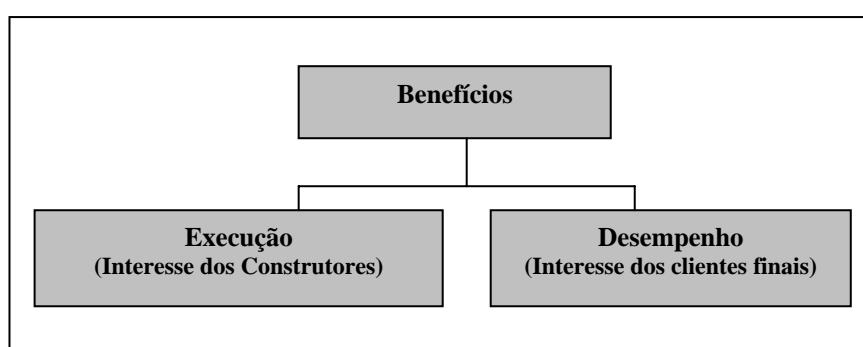 Benefícios
Execução
(Interesse dos Construtores)
Desempenho
(Interesse dos clientes finais)